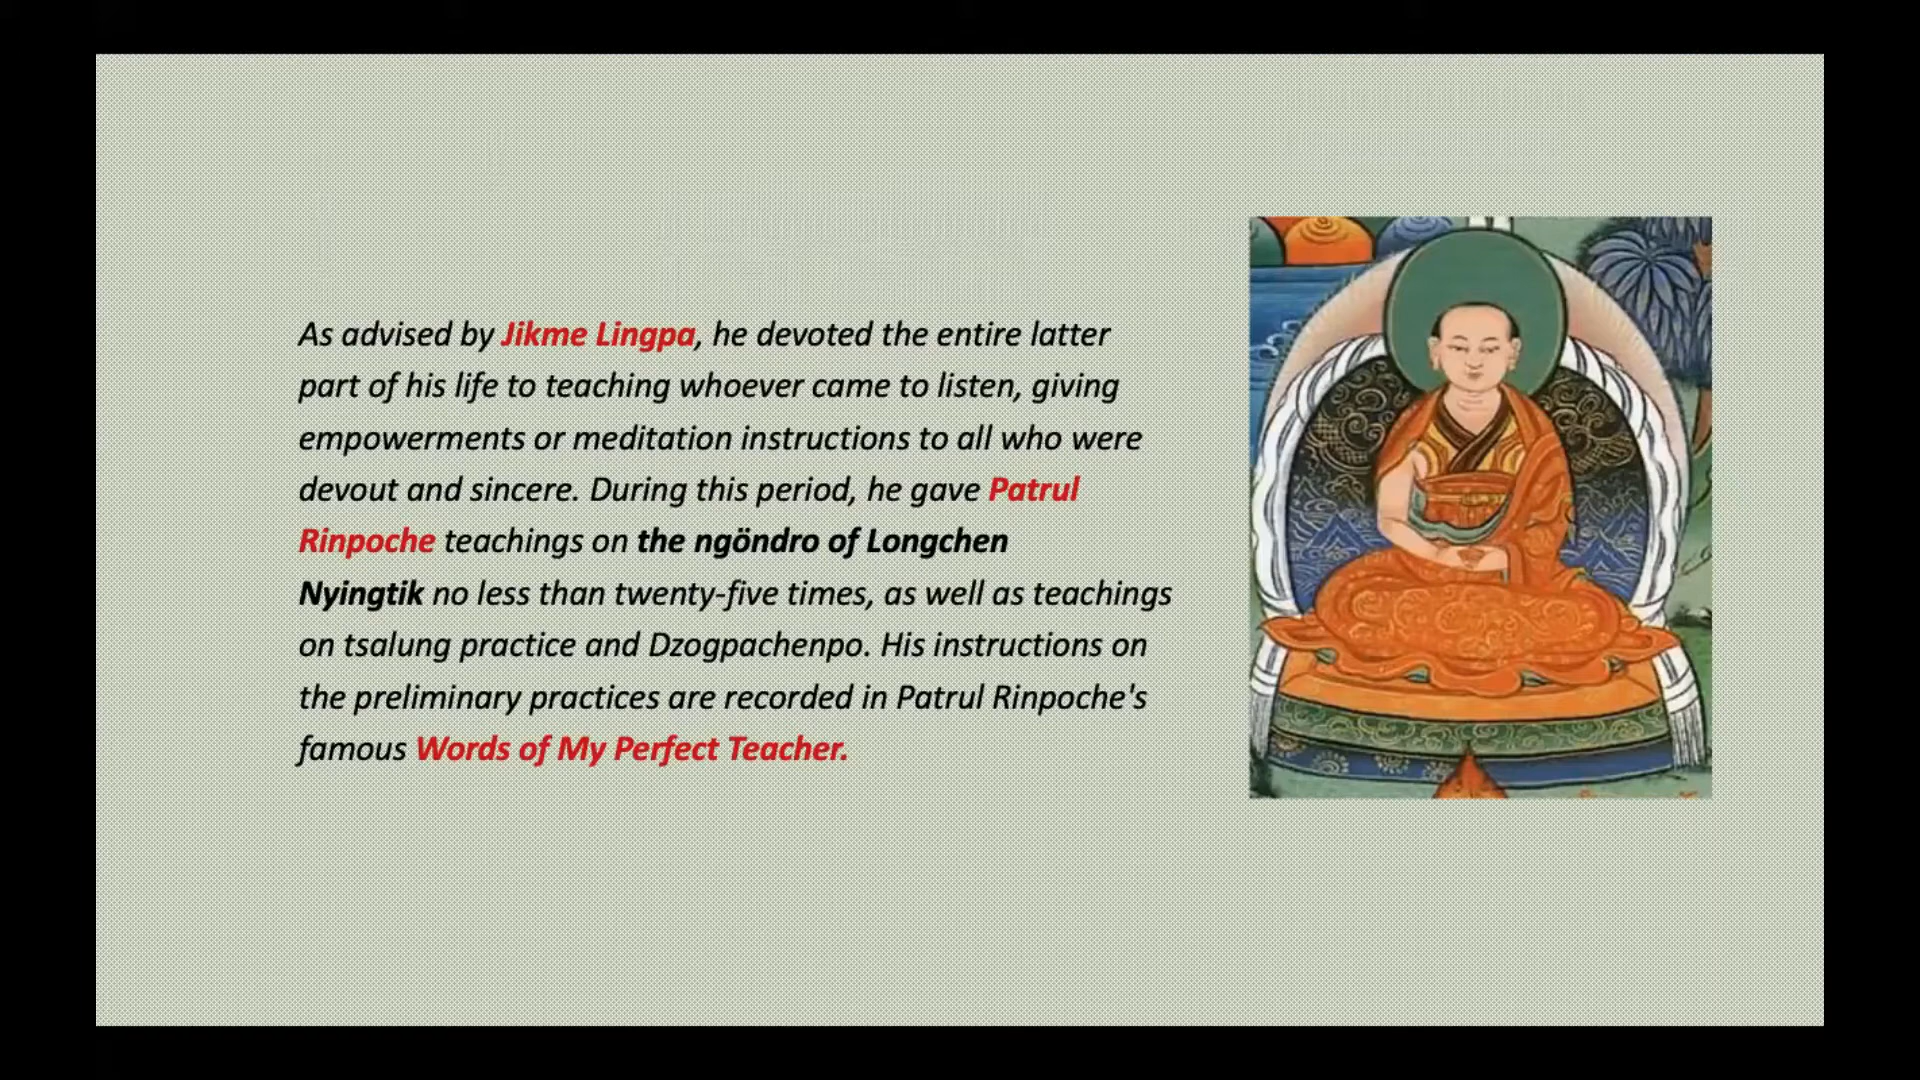 As advised by Jikme Lingpa, he devoted the entire latter
part of his life to teaching whoever came to listen, giving
empowerments or meditation instructions to all who were
devout and sincere. During this period, he gave Patrul
Rinpoche teachings on the ngöndro of Longchen
Nyingtik no less than twenty-five times, as well as teachings
on tsalung practice and Dzogpachenpo. His instructions on
the preliminary practices are recorded in Patrul Rinpoche's
famous Words of My Perfect Teacher.